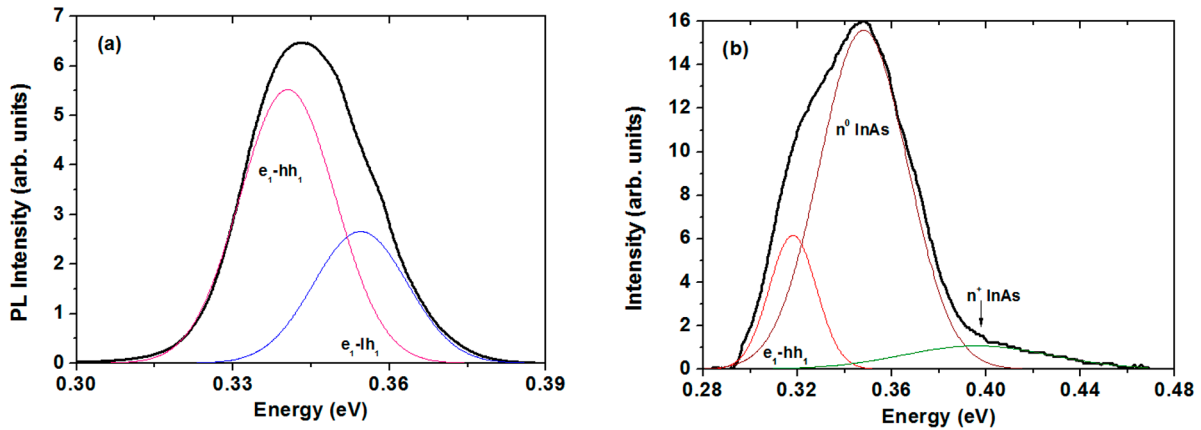 (a)
PL Intensity (arb. units)
7
6
5
4
3
2
1
0
e₁-hh₁
e₁-lh₁
0.30
0.33
0.36
0.39
Energy (eV)
(b)
Intensity (arb. units)
16
14
12
10
8
6
4
2
0
n⁰ InAs
n⁺ InAs
e₁-hh₁
0.28
0.32
0.36
0.40
0.44
0.48
Energy (eV)